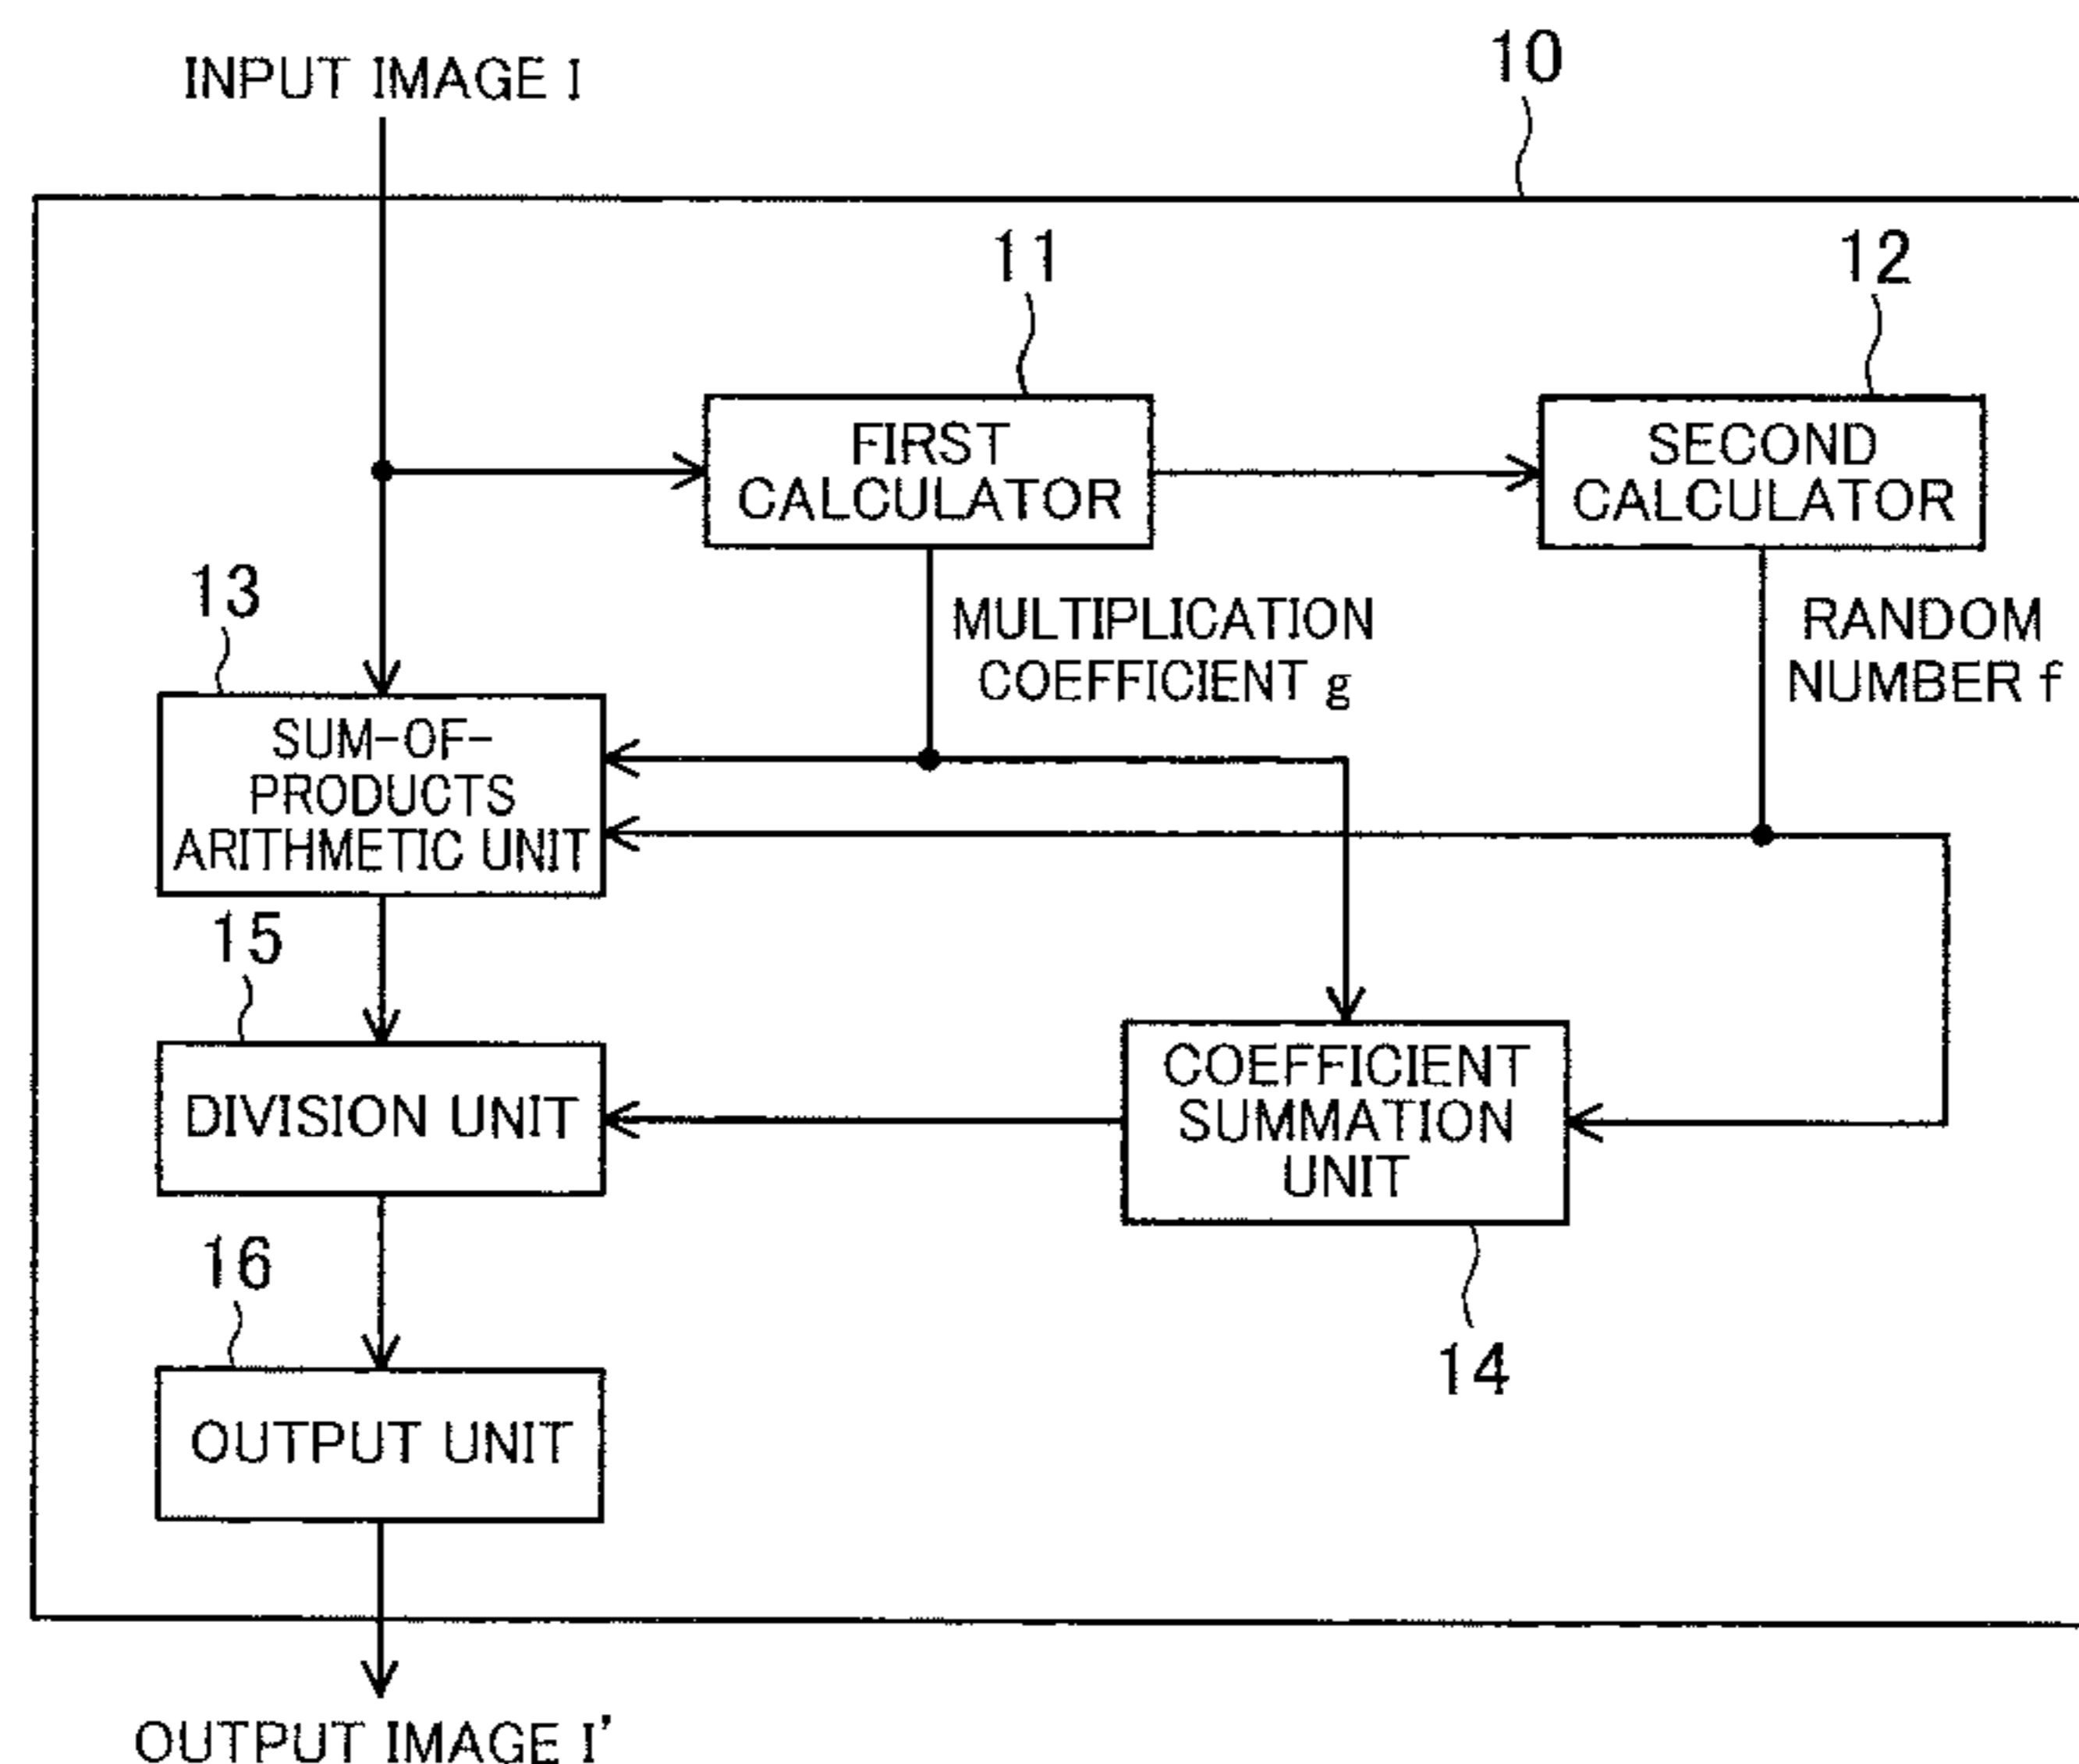 INPUT IMAGE I
10
11
12
FIRST
CALCULATOR
SECOND
CALCULATOR
13
MULTIPLICATION
COEFFICIENT g
RANDOM
NUMBER f
SUM-OF-
PRODUCTS
ARITHMETIC UNIT
15
DIVISION UNIT
COEFFICIENT
SUMMATION
UNIT
16
14
OUTPUT UNIT
OUTPUT IMAGE I'